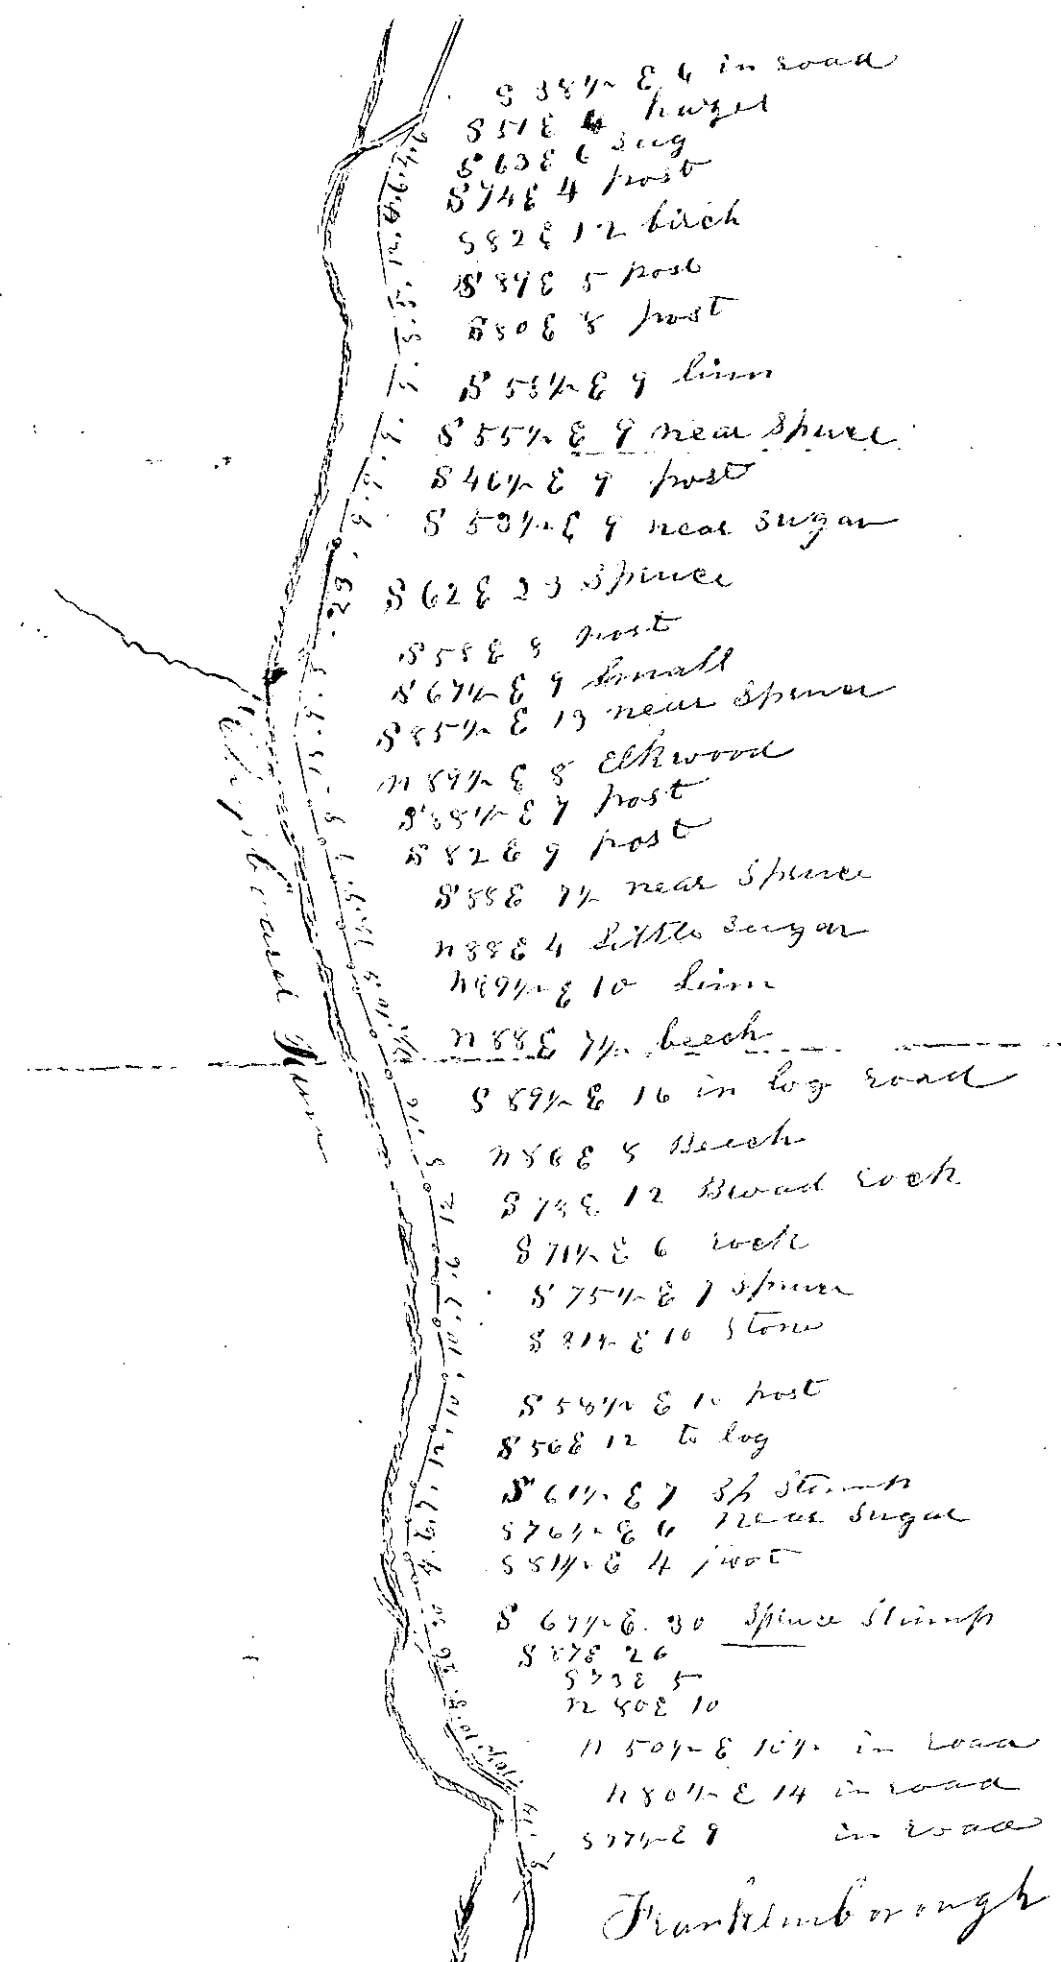 S 38½ E 6 in road
S 51 E 4 hazel
S 63 E 6 Sug
S 74 E 4 post
S 82 E 12 birch
S 89 E 5 post
S 80 E 8 post
S 53½ E 9 linn
S 55½ E 9 near Spruce
S 46½ E 9 post
S 50½ E 9 near Sugar
S 62 E 23 Spruce
S 58 E 8 post
S 67½ E 9 Small
S 85½ E 13 near Spruce
N 89½ E 8 Elkwood
S 88½ E 7 post
S 82 E 9 post
S 88 E 7½ near Spruce
N 88 E 4 Little Sugar
N 89½ E 10 linn
N 88 E 7½ beech
S 89½ E 16 in log road
N 86 E 8 Beech
S 78 E 12 Broad rock
S 71½ E 6 rock
S 75½ E 7 Spruce
S 81½ E 10 Stone
S 58½ E 10 post
S 56 E 12 to log
S 61½ E 7 Sp Stump
S 76½ E 6 near Sugar
S 81½ E 4 post
S 67½ E 30 Spruce Stump
S 87 E 26
S 73 E 5
N 80 E 10
N 50½ E 10½ in road
N 80½ E 14 in road
S 77½ E 9 in road
Run
Franklinborough